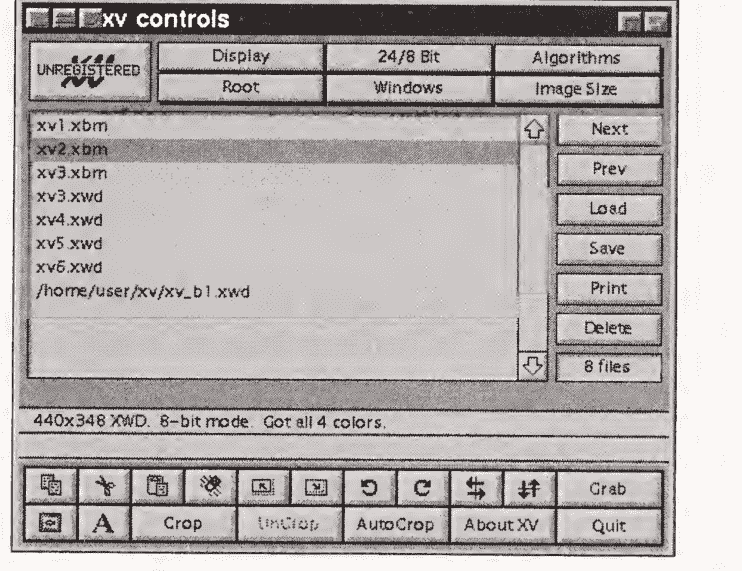 xv controls
UNREGISTERED
Display 24/8 Bit Algorithms
Root Windows Image Size
xv1.xbm
xv2.xbm
xv3.xbm
xv3.xwd
xv4.xwd
xv5.xwd
xv6.xwd
/home/user/xv/xv_b1.xwd
Next
Prev
Load
Save
Print
Delete
8 files
440x348 XWD. 8-bit mode. Got all 4 colors.
Grab
A Crop UnCrop AutoCrop About XV Quit